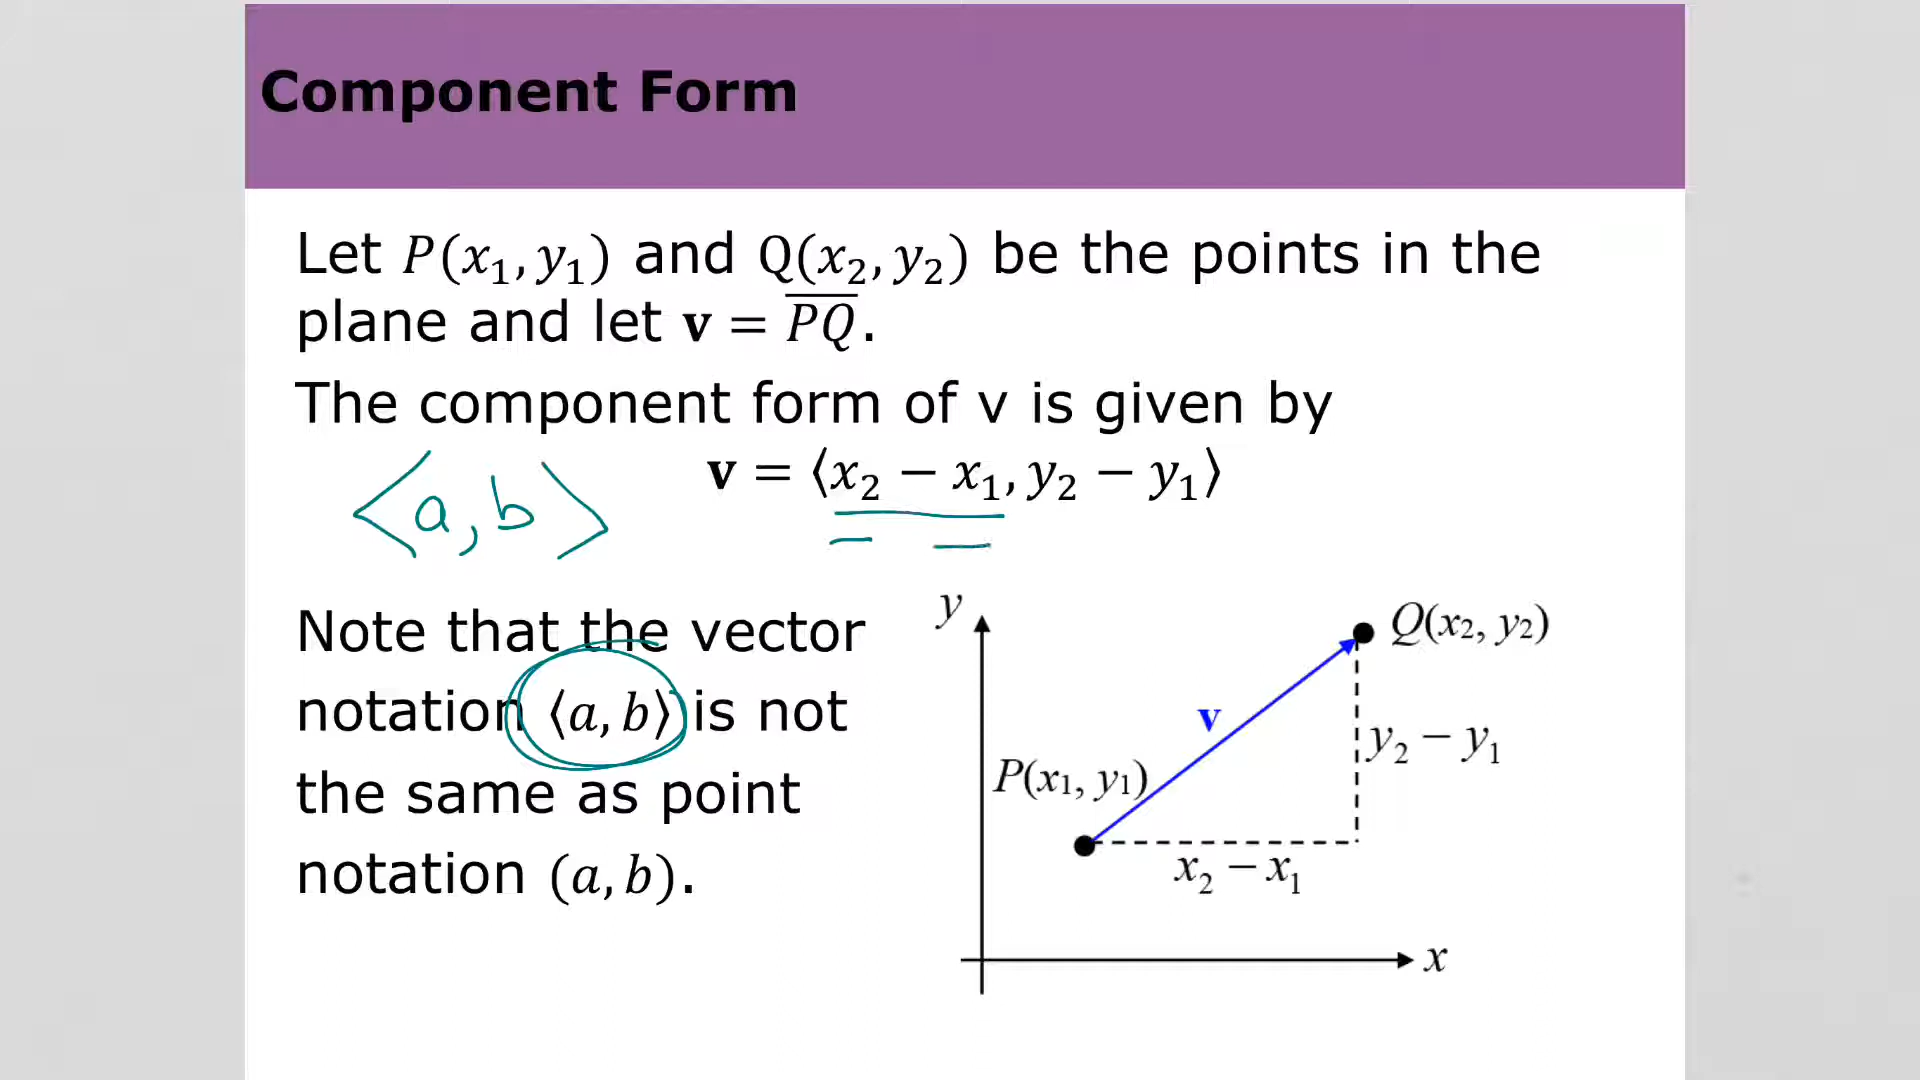 Component Form
Let P(x₁, y₁) and Q(x₂, y₂) be the points in the
plane and let v = P̅Q̅.
The component form of v is given by
v = ⟨x₂ − x₁, y₂ − y₁⟩
<a, b>
Note that the vector
notation ⟨a, b⟩ is not
the same as point
notation (a, b).
y
Q(x₂, y₂)
v
y₂ − y₁
P(x₁, y₁)
x₂ − x₁
x